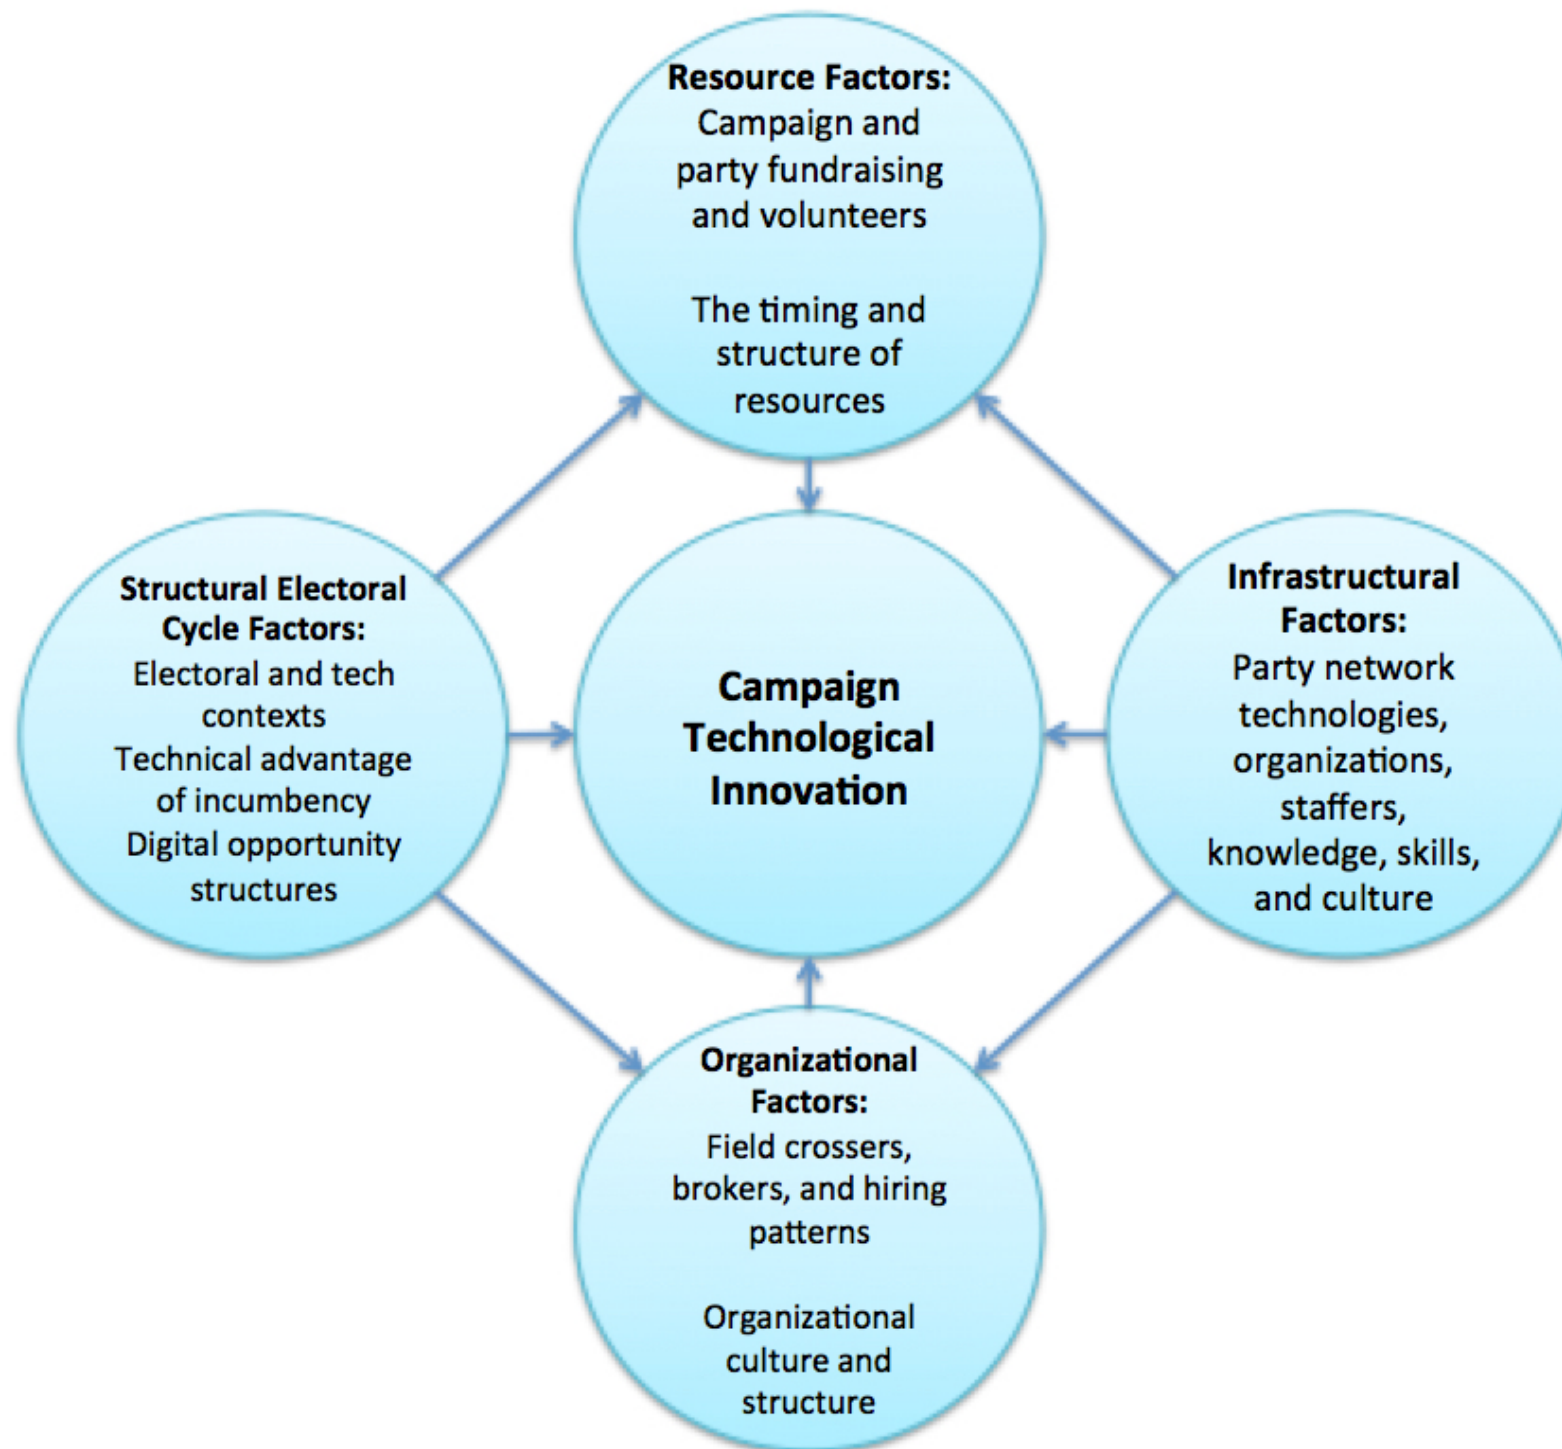 Resource Factors:
Campaign and
party fundraising
and volunteers
The timing and
structure of
resources
Structural Electoral
Cycle Factors:
Electoral and tech
contexts
Technical advantage
of incumbency
Digital opportunity
structures
Campaign
Technological
Innovation
Infrastructural
Factors:
Party network
technologies,
organizations,
staffers,
knowledge, skills,
and culture
Organizational
Factors:
Field crossers,
brokers, and hiring
patterns
Organizational
culture and
structure